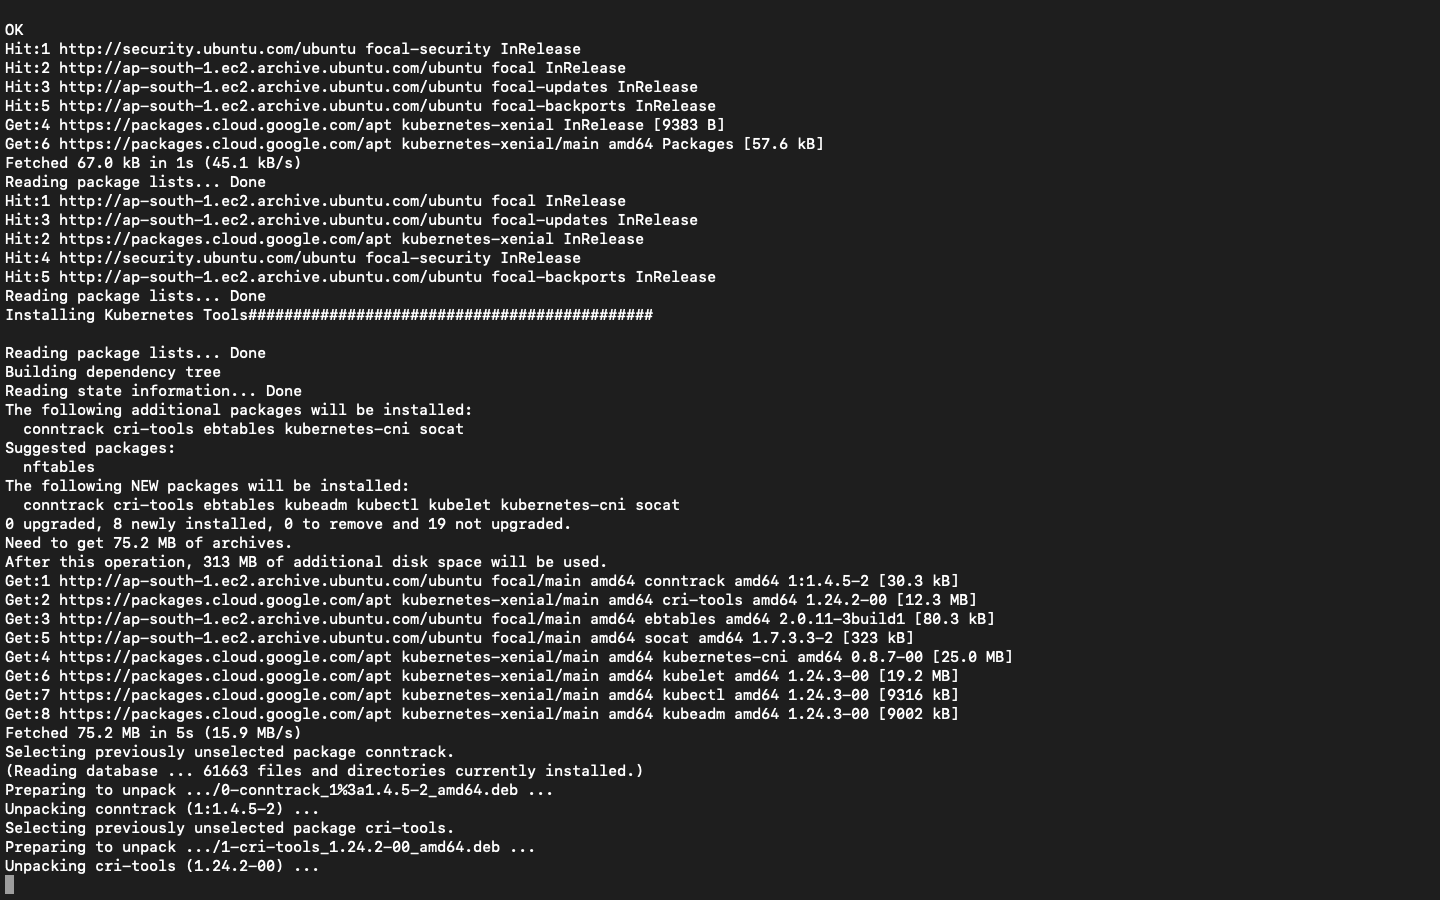 OK
Hit:1 http://security.ubuntu.com/ubuntu focal-security InRelease
Hit:2 http://ap-south-1.ec2.archive.ubuntu.com/ubuntu focal InRelease
Hit:3 http://ap-south-1.ec2.archive.ubuntu.com/ubuntu focal-updates InRelease
Hit:5 http://ap-south-1.ec2.archive.ubuntu.com/ubuntu focal-backports InRelease
Get:4 https://packages.cloud.google.com/apt kubernetes-xenial InRelease [9383 B]
Get:6 https://packages.cloud.google.com/apt kubernetes-xenial/main amd64 Packages [57.6 kB]
Fetched 67.0 kB in 1s (45.1 kB/s)
Reading package lists... Done
Hit:1 http://ap-south-1.ec2.archive.ubuntu.com/ubuntu focal InRelease
Hit:3 http://ap-south-1.ec2.archive.ubuntu.com/ubuntu focal-updates InRelease
Hit:2 https://packages.cloud.google.com/apt kubernetes-xenial InRelease
Hit:4 http://security.ubuntu.com/ubuntu focal-security InRelease
Hit:5 http://ap-south-1.ec2.archive.ubuntu.com/ubuntu focal-backports InRelease
Reading package lists... Done
Installing Kubernetes Tools#############################################
Reading package lists... Done
Building dependency tree
Reading state information... Done
The following additional packages will be installed:
  conntrack cri-tools ebtables kubernetes-cni socat
Suggested packages:
  nftables
The following NEW packages will be installed:
  conntrack cri-tools ebtables kubeadm kubectl kubelet kubernetes-cni socat
0 upgraded, 8 newly installed, 0 to remove and 19 not upgraded.
Need to get 75.2 MB of archives.
After this operation, 313 MB of additional disk space will be used.
Get:1 http://ap-south-1.ec2.archive.ubuntu.com/ubuntu focal/main amd64 conntrack amd64 1:1.4.5-2 [30.3 kB]
Get:2 https://packages.cloud.google.com/apt kubernetes-xenial/main amd64 cri-tools amd64 1.24.2-00 [12.3 MB]
Get:3 http://ap-south-1.ec2.archive.ubuntu.com/ubuntu focal/main amd64 ebtables amd64 2.0.11-3build1 [80.3 kB]
Get:5 http://ap-south-1.ec2.archive.ubuntu.com/ubuntu focal/main amd64 socat amd64 1.7.3.3-2 [323 kB]
Get:4 https://packages.cloud.google.com/apt kubernetes-xenial/main amd64 kubernetes-cni amd64 0.8.7-00 [25.0 MB]
Get:6 https://packages.cloud.google.com/apt kubernetes-xenial/main amd64 kubelet amd64 1.24.3-00 [19.2 MB]
Get:7 https://packages.cloud.google.com/apt kubernetes-xenial/main amd64 kubectl amd64 1.24.3-00 [9316 kB]
Get:8 https://packages.cloud.google.com/apt kubernetes-xenial/main amd64 kubeadm amd64 1.24.3-00 [9002 kB]
Fetched 75.2 MB in 5s (15.9 MB/s)
Selecting previously unselected package conntrack.
(Reading database ... 61663 files and directories currently installed.)
Preparing to unpack .../0-conntrack_1%3a1.4.5-2_amd64.deb ...
Unpacking conntrack (1:1.4.5-2) ...
Selecting previously unselected package cri-tools.
Preparing to unpack .../1-cri-tools_1.24.2-00_amd64.deb ...
Unpacking cri-tools (1.24.2-00) ...